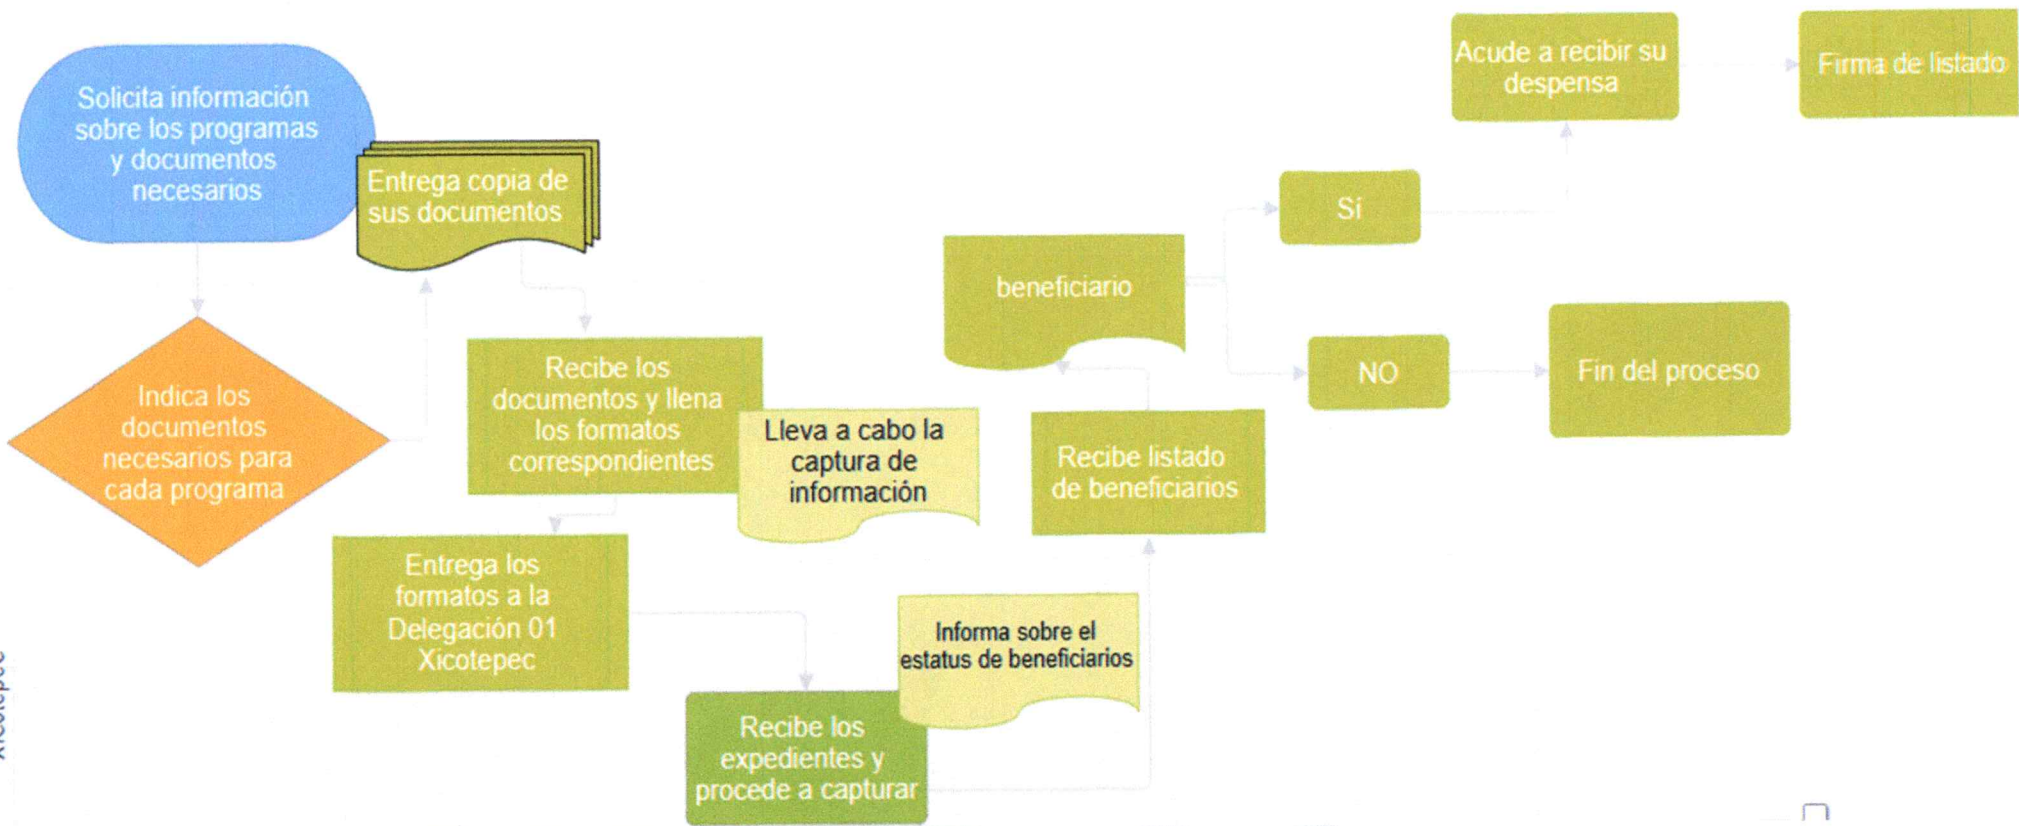 Solicita información
sobre los programas
y documentos
necesarios
Entrega copia de
sus documentos
Indica los
documentos
necesarios para
cada programa
Recibe los
documentos y llena
los formatos
correspondientes
Lleva a cabo la
captura de
información
Entrega los
formatos a la
Delegación 01
Xicotepec
Recibe los
expedientes y
procede a capturar
Informa sobre el
estatus de beneficiarios
Recibe listado
de beneficiarios
beneficiario
Sí
Acude a recibir su
despensa
Firma de listado
NO
Fin del proceso